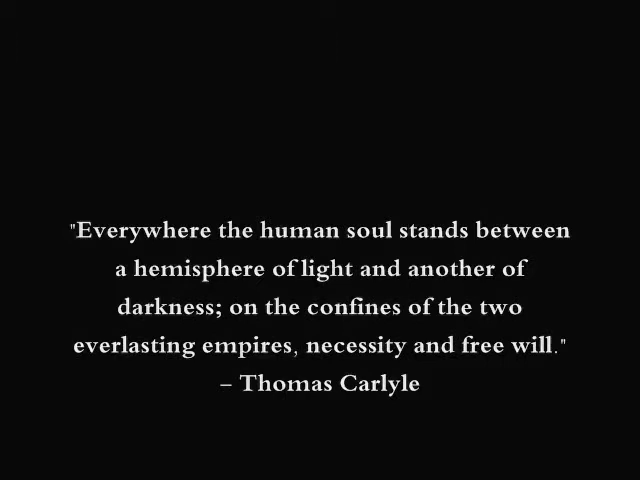 "Everywhere the human soul stands between
a hemisphere of light and another of
darkness; on the confines of the two
everlasting empires, necessity and free will."
– Thomas Carlyle